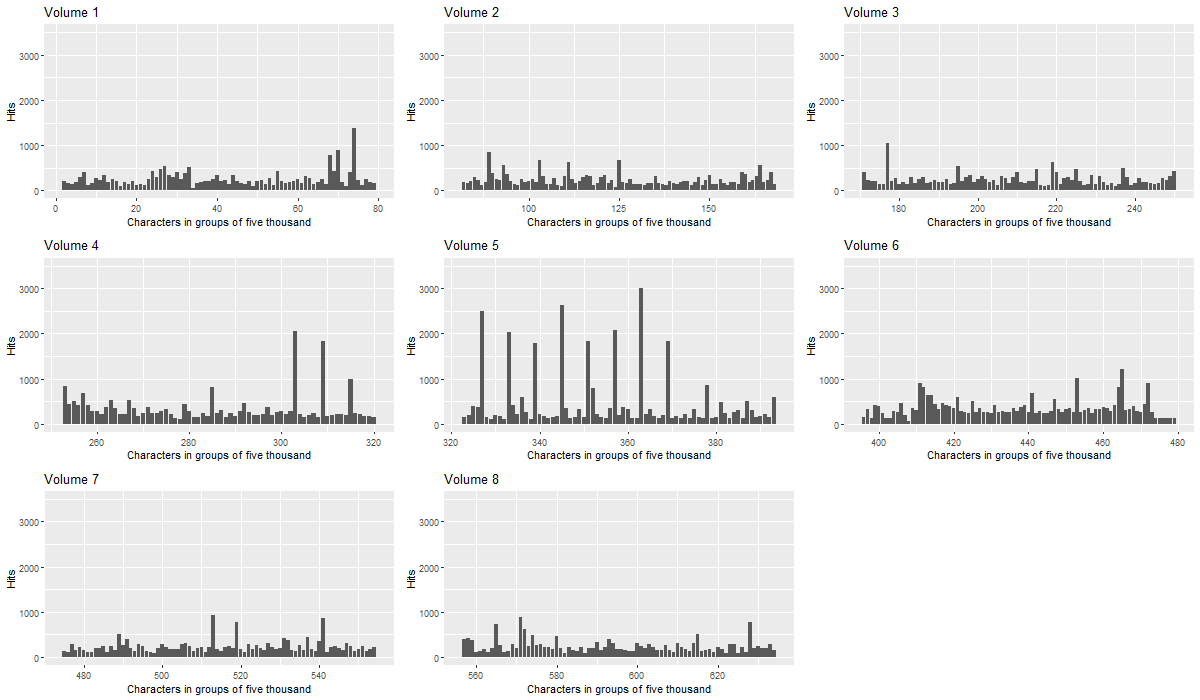 Volume 1
Hits
3000
2000
1000
0
0 20 40 60 80
Characters in groups of five thousand
Volume 2
Hits
3000
2000
1000
0
100 125 150
Characters in groups of five thousand
Volume 3
Hits
3000
2000
1000
0
180 200 220 240
Characters in groups of five thousand
Volume 4
Hits
3000
2000
1000
0
260 280 300 320
Characters in groups of five thousand
Volume 5
Hits
3000
2000
1000
0
320 340 360 380
Characters in groups of five thousand
Volume 6
Hits
3000
2000
1000
0
400 420 440 460 480
Characters in groups of five thousand
Volume 7
Hits
3000
2000
1000
0
480 500 520 540
Characters in groups of five thousand
Volume 8
Hits
3000
2000
1000
0
560 580 600 620
Characters in groups of five thousand